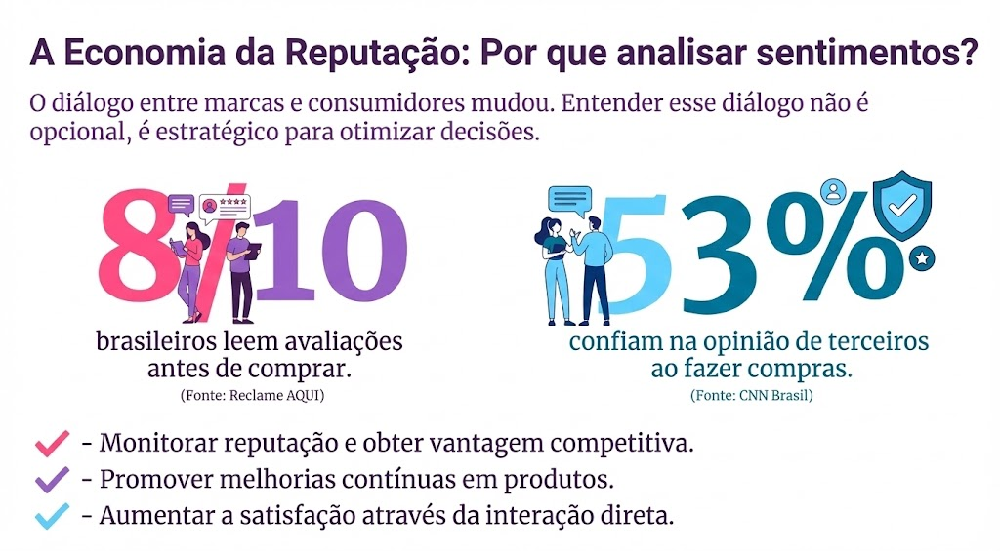 A Economia da Reputação: Por que analisar sentimentos?
O diálogo entre marcas e consumidores mudou. Entender esse diálogo não é
opcional, é estratégico para otimizar decisões.
8/10
brasileiros leem avaliações
antes de comprar.
(Fonte: Reclame AQUI)
53%
confiam na opinião de terceiros
ao fazer compras.
(Fonte: CNN Brasil)
- Monitorar reputação e obter vantagem competitiva.
- Promover melhorias contínuas em produtos.
- Aumentar a satisfação através da interação direta.